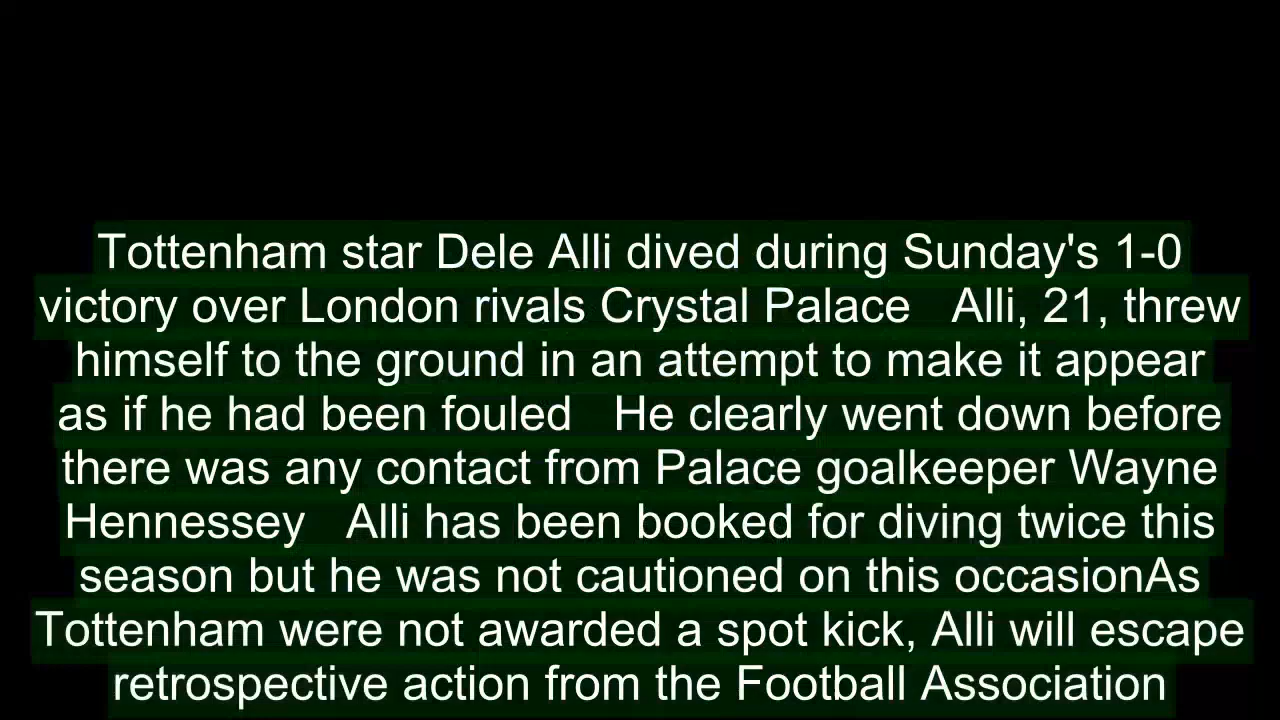 Tottenham star Dele Alli dived during Sunday's 1-0
victory over London rivals Crystal Palace   Alli, 21, threw
himself to the ground in an attempt to make it appear
as if he had been fouled   He clearly went down before
there was any contact from Palace goalkeeper Wayne
Hennessey   Alli has been booked for diving twice this
season but he was not cautioned on this occasionAs
Tottenham were not awarded a spot kick, Alli will escape
retrospective action from the Football Association